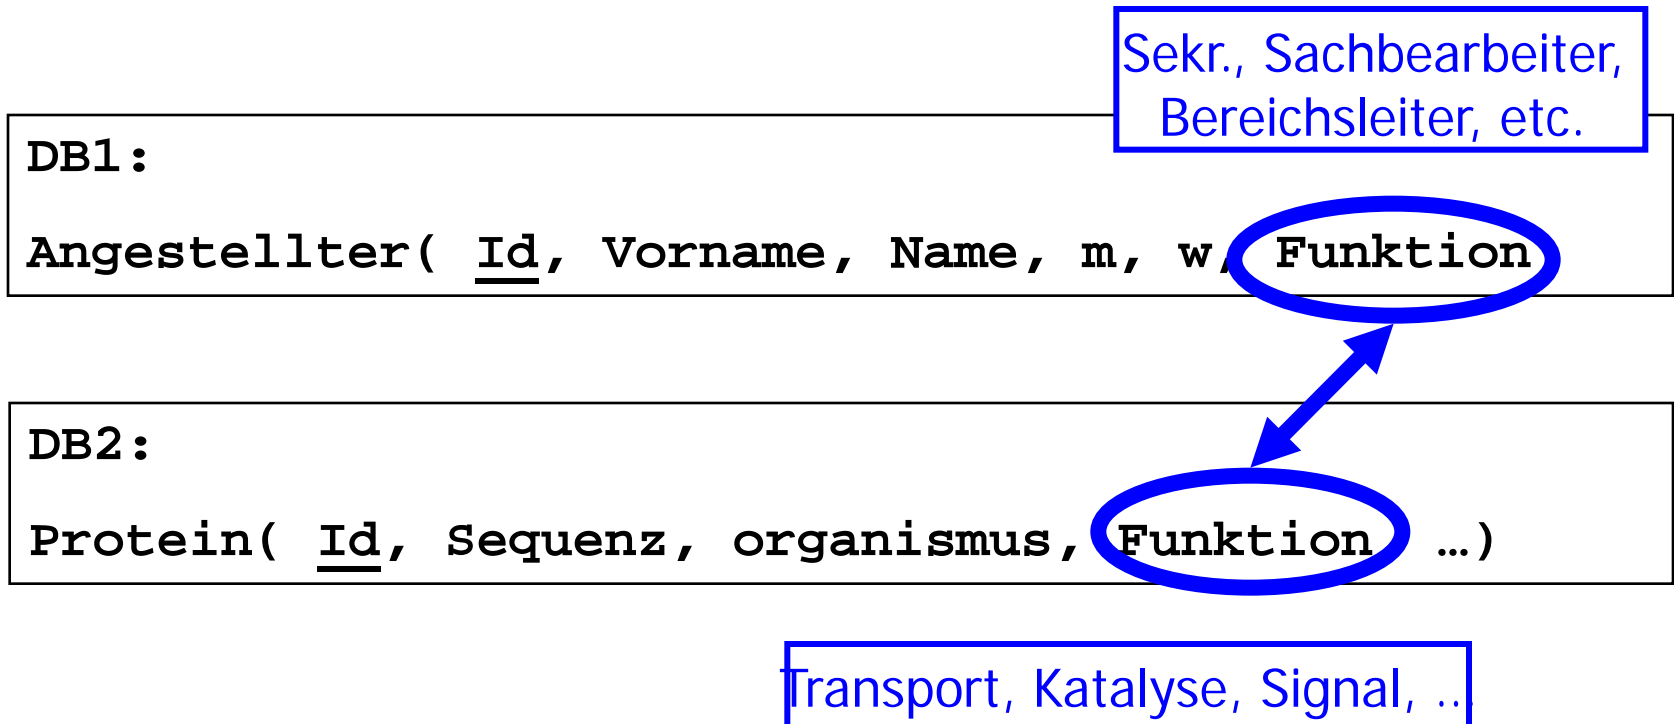 Sekr., Sachbearbeiter,
Bereichsleiter, etc.
DB1:
Angestellter( Id, Vorname, Name, m, w, Funktion
DB2:
Protein( Id, Sequenz, organismus, Funktion …)
Transport, Katalyse, Signal, ...